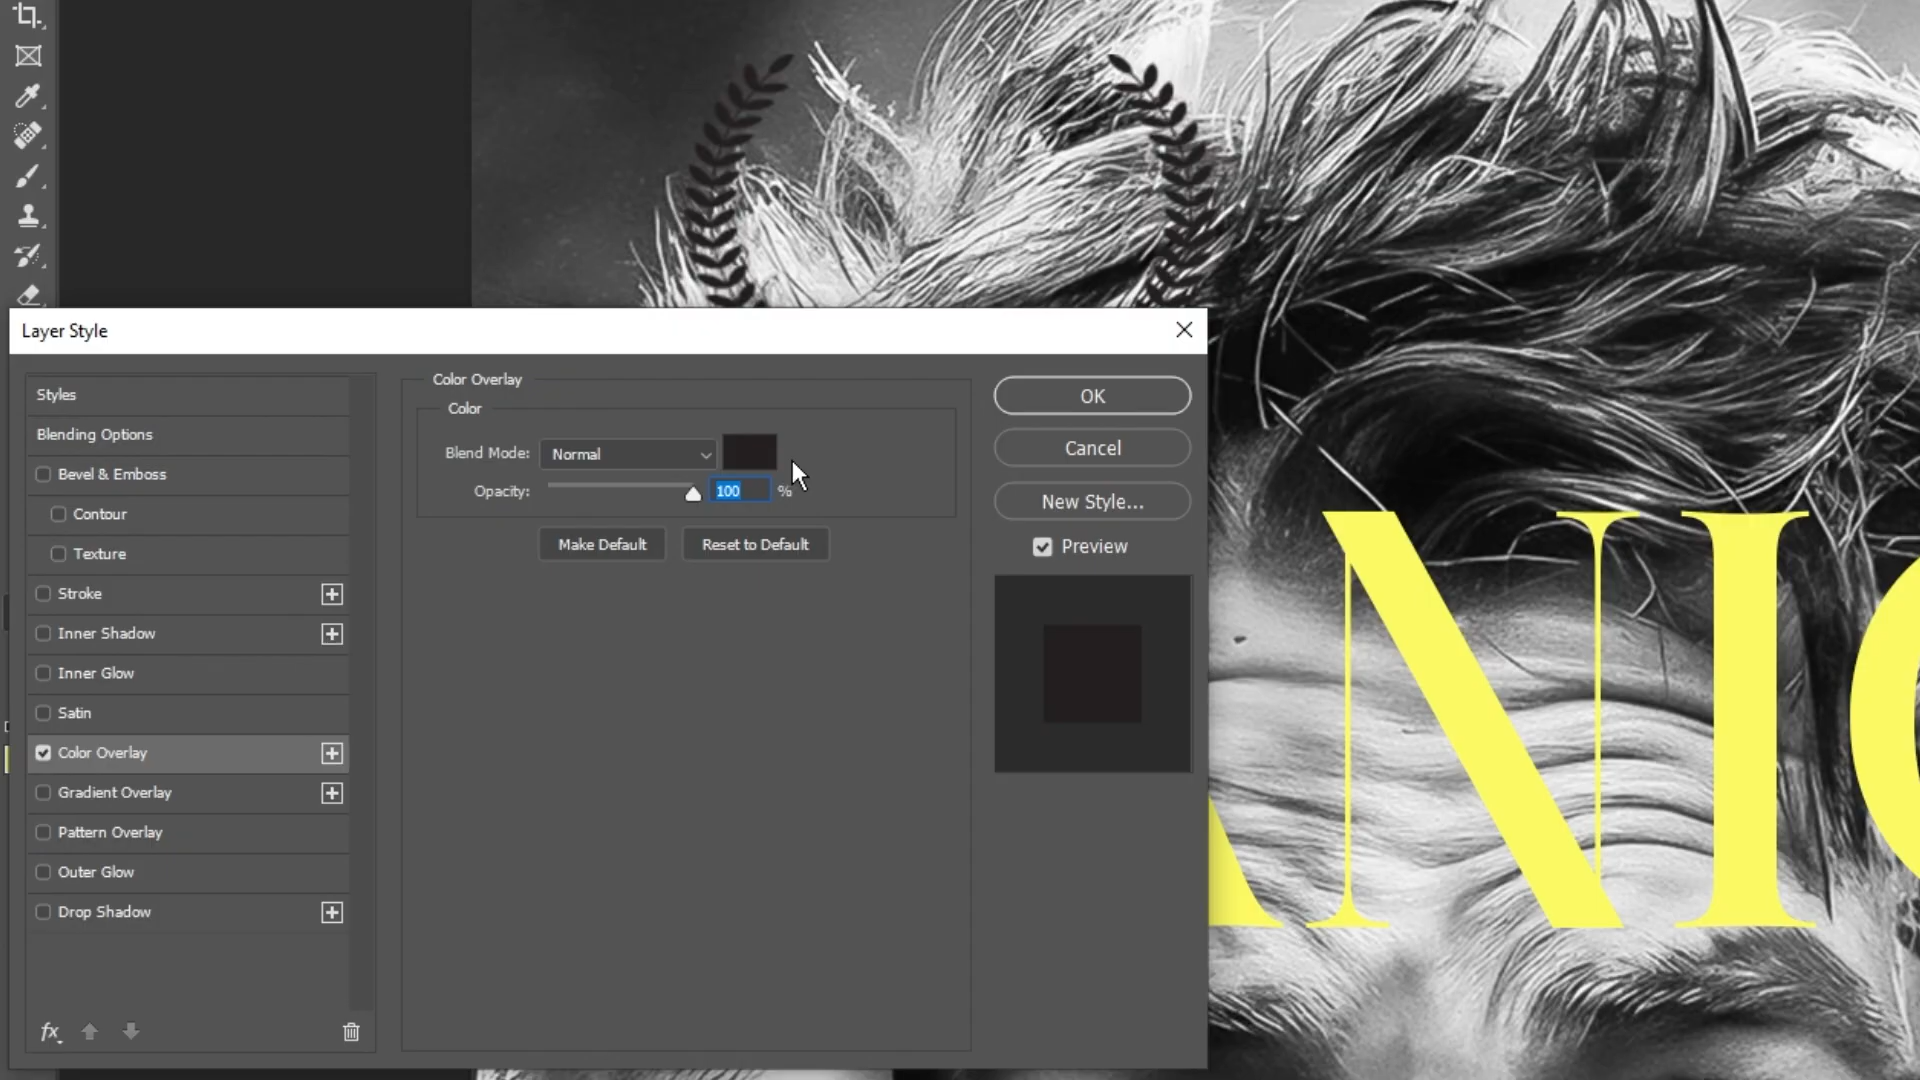 Layer Style
Styles
Blending Options
Bevel & Emboss
Contour
Texture
Stroke
Inner Shadow
Inner Glow
Satin
Color Overlay
Gradient Overlay
Pattern Overlay
Outer Glow
Drop Shadow
fx
Color Overlay
Color
Blend Mode: Normal
Opacity: 100 %
Make Default Reset to Default
OK
Cancel
New Style...
Preview
NI